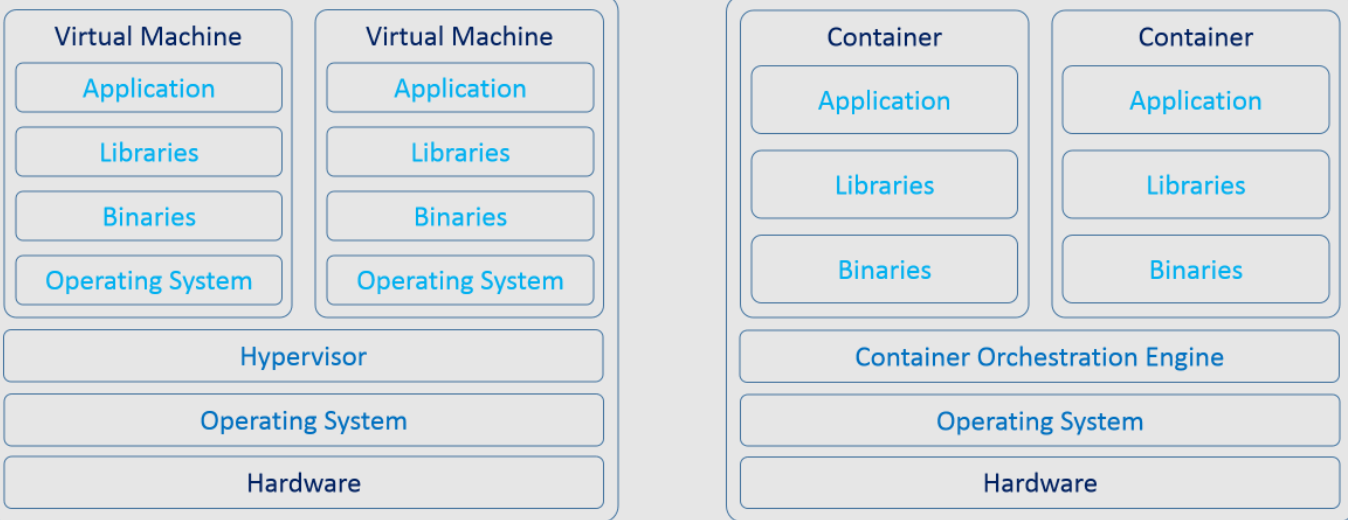 Virtual Machine
Application
Libraries
Binaries
Operating System
Virtual Machine
Application
Libraries
Binaries
Operating System
Hypervisor
Operating System
Hardware
Container
Application
Libraries
Binaries
Container
Application
Libraries
Binaries
Container Orchestration Engine
Operating System
Hardware